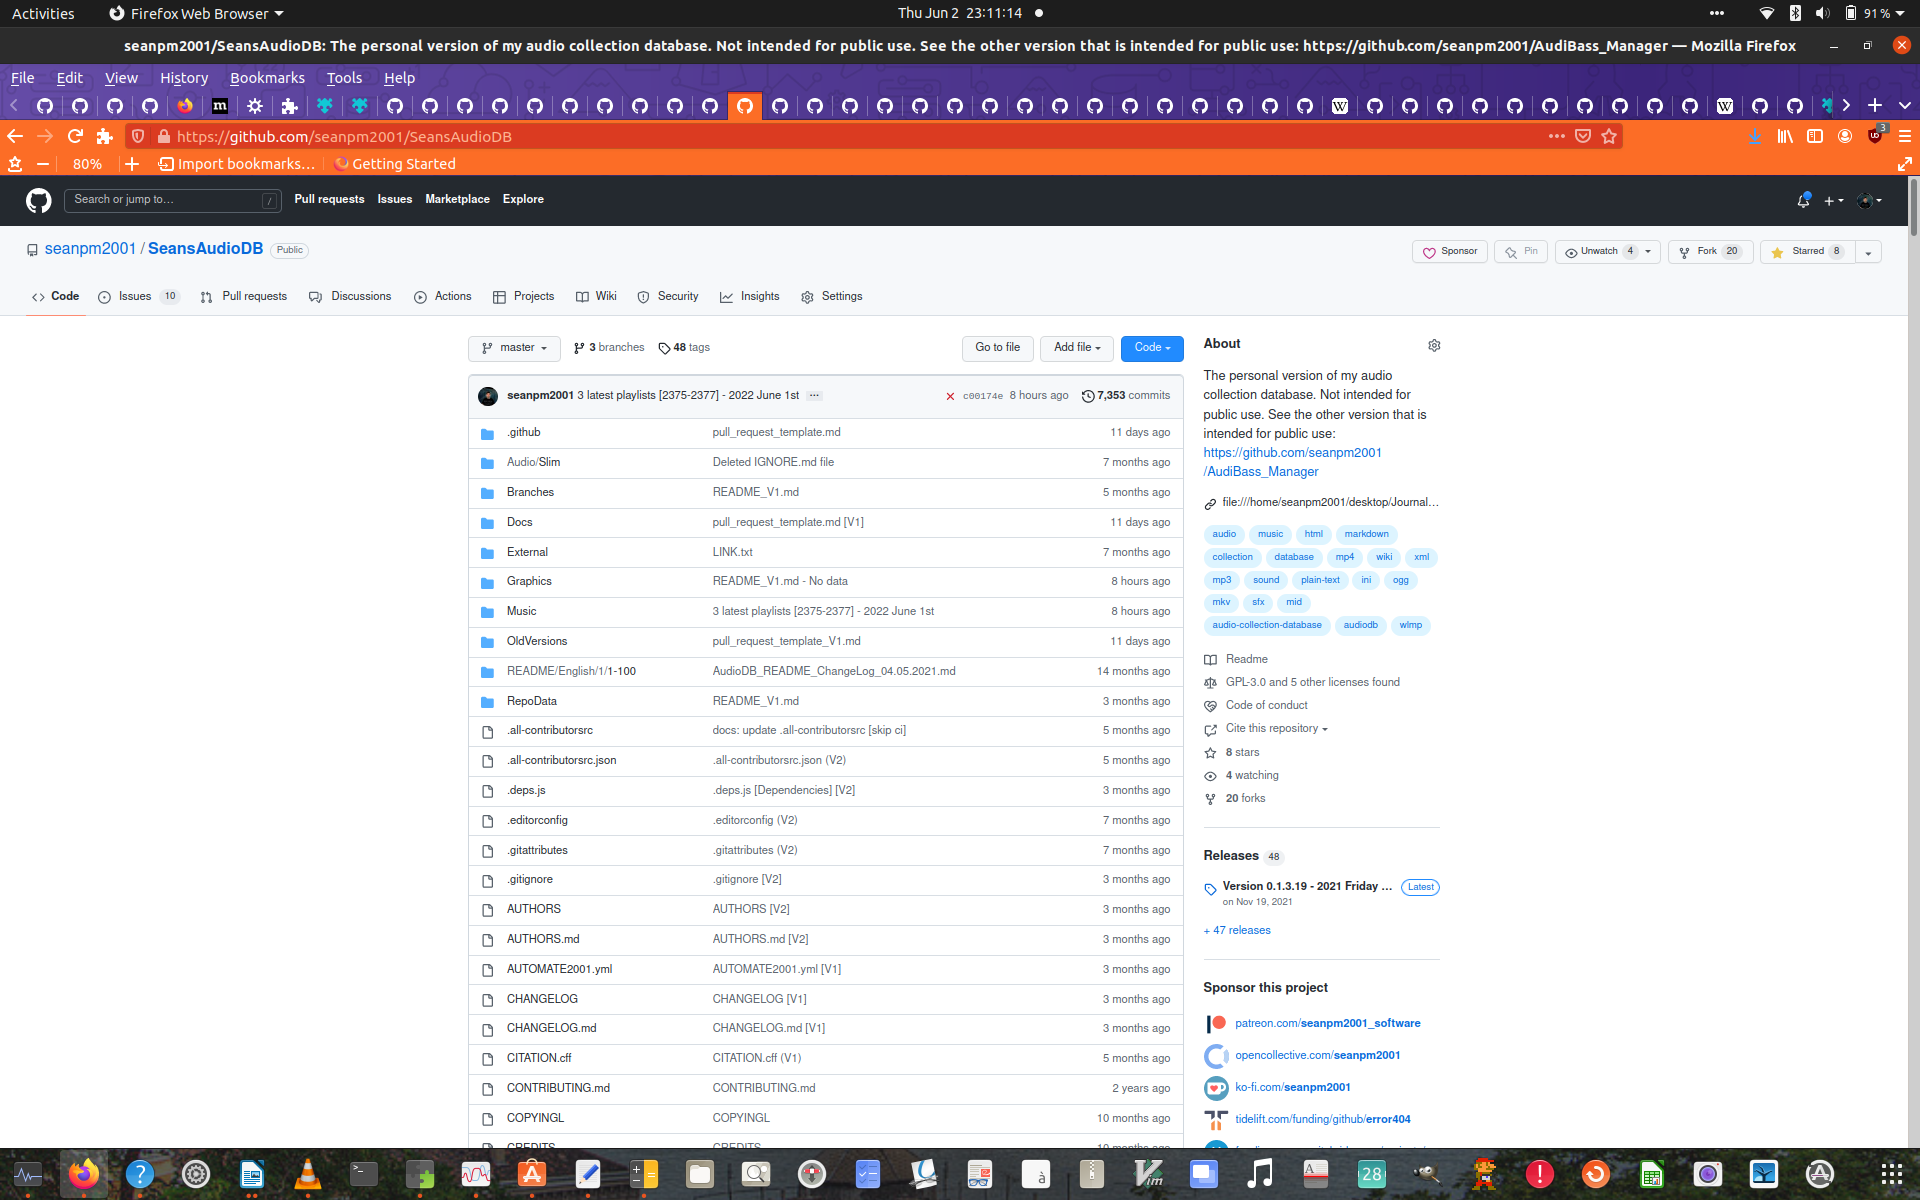 Activities
Firefox Web Browser
Thu Jun 2 23:11:14
91 %
seanpm2001/SeansAudioDB: The personal version of my audio collection database. Not intended for public use. See the other version that is intended for public use: https://github.com/seanpm2001/AudiBass_Manager — Mozilla Firefox
File Edit View History Bookmarks Tools Help
https://github.com/seanpm2001/SeansAudioDB
3
80%
Import bookmarks...
Getting Started
Search or jump to...
/
Pull requests
Issues
Marketplace
Explore
seanpm2001 / SeansAudioDB
Public
Sponsor
Pin
Unwatch 4
Fork 20
Starred 8
Code
Issues 10
Pull requests
Discussions
Actions
Projects
Wiki
Security
Insights
Settings
master
3 branches
48 tags
Go to file
Add file
Code
seanpm2001 3 latest playlists [2375-2377] - 2022 June 1st ...
c00174e 8 hours ago
7,353 commits
.github pull_request_template.md 11 days ago
Audio/Slim Deleted IGNORE.md file 7 months ago
Branches README_V1.md 5 months ago
Docs pull_request_template.md [V1] 11 days ago
External LINK.txt 7 months ago
Graphics README_V1.md - No data 8 hours ago
Music 3 latest playlists [2375-2377] - 2022 June 1st 8 hours ago
OldVersions pull_request_template_V1.md 11 days ago
README/English/1/1-100 AudioDB_README_ChangeLog_04.05.2021.md 14 months ago
RepoData README_V1.md 3 months ago
.all-contributorsrc docs: update .all-contributorsrc [skip ci] 5 months ago
.all-contributorsrc.json .all-contributorsrc.json (V2) 5 months ago
.deps.js .deps.js [Dependencies] [V2] 3 months ago
.editorconfig .editorconfig (V2) 7 months ago
.gitattributes .gitattributes (V2) 7 months ago
.gitignore .gitignore [V2] 3 months ago
AUTHORS AUTHORS [V2] 3 months ago
AUTHORS.md AUTHORS.md [V2] 3 months ago
AUTOMATE2001.yml AUTOMATE2001.yml [V1] 3 months ago
CHANGELOG CHANGELOG [V1] 3 months ago
CHANGELOG.md CHANGELOG.md [V1] 3 months ago
CITATION.cff CITATION.cff (V1) 5 months ago
CONTRIBUTING.md CONTRIBUTING.md 2 years ago
COPYINGL COPYINGL 10 months ago
CREDITS CREDITS 10 months ago
About
The personal version of my audio
collection database. Not intended for
public use. See the other version that is
intended for public use:
https://github.com/seanpm2001
/AudiBass_Manager
file:///home/seanpm2001/desktop/Journal...
audio music html markdown
collection database mp4 wiki xml
mp3 sound plain-text ini ogg
mkv sfx mid
audio-collection-database audiodb wlmp
Readme
GPL-3.0 and 5 other licenses found
Code of conduct
Cite this repository
8 stars
4 watching
20 forks
Releases 48
Version 0.1.3.19 - 2021 Friday ... Latest
on Nov 19, 2021
+ 47 releases
Sponsor this project
patreon.com/seanpm2001_software
opencollective.com/seanpm2001
ko-fi.com/seanpm2001
tidelift.com/funding/github/error404
28